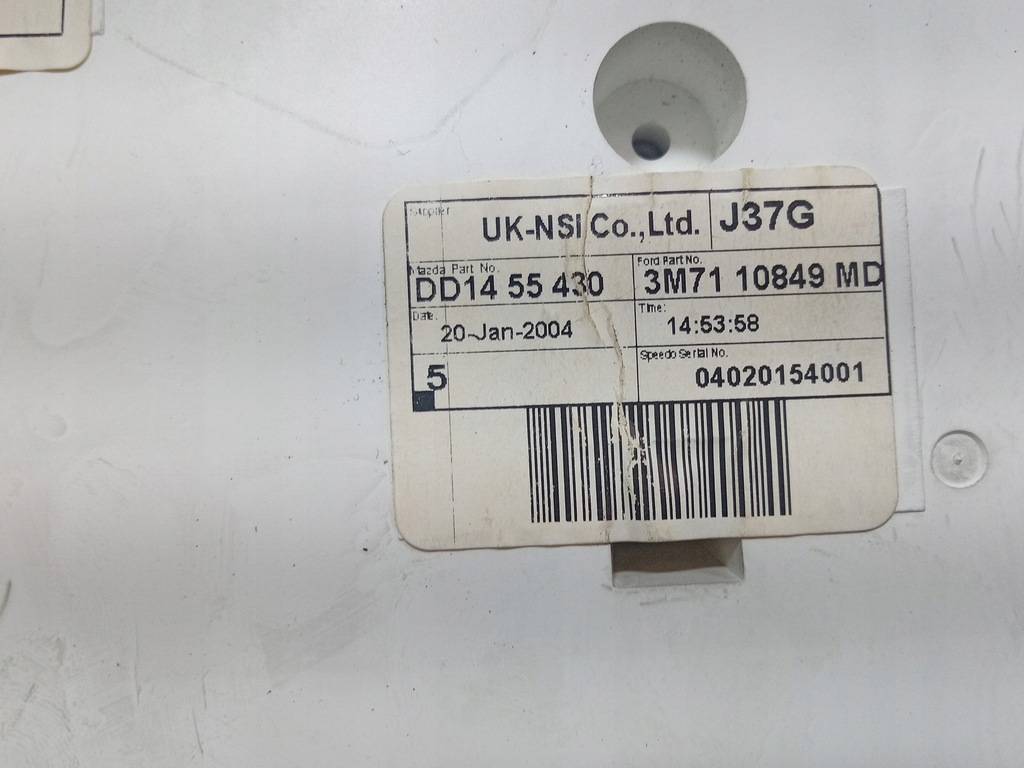 Supplier
UK-NSI Co.,Ltd. J37G
Mazda Part No. Ford Part No.
DD14 55 430 3M71 10849 MD
Date: Time:
20-Jan-2004 14:53:58
Speedo Serial No.
5 04020154001